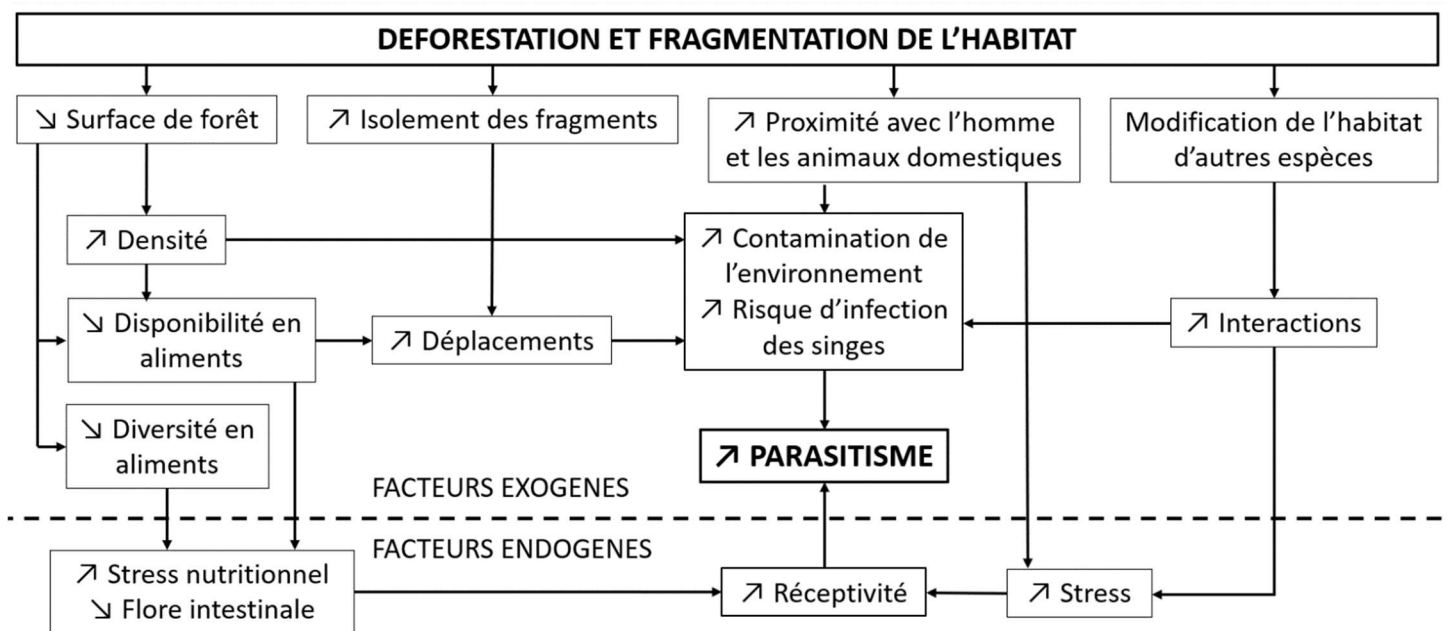 DEFORESTATION ET FRAGMENTATION DE L’HABITAT
↘ Surface de forêt
↗ Isolement des fragments
↗ Proximité avec l’homme
et les animaux domestiques
Modification de l’habitat
d’autres espèces
↗ Densité
↗ Contamination de
l’environnement
↗ Risque d’infection
des singes
↘ Disponibilité en
aliments
↗ Déplacements
↗ Interactions
↘ Diversité en
aliments
↗ PARASITISME
FACTEURS EXOGENES
FACTEURS ENDOGENES
↗ Stress nutritionnel
↘ Flore intestinale
↗ Réceptivité
↗ Stress